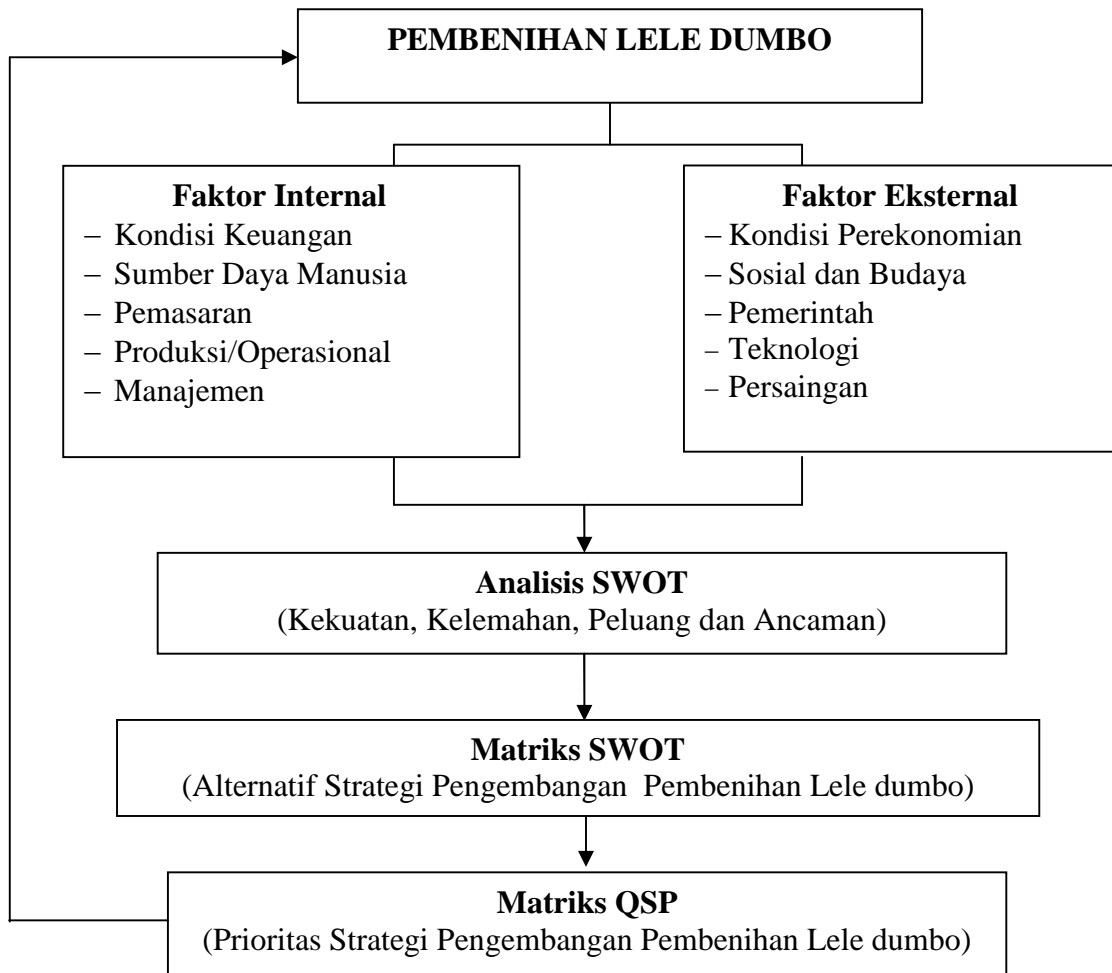 PEMBENIHAN LELE DUMBO
Faktor Internal
– Kondisi Keuangan
– Sumber Daya Manusia
– Pemasaran
– Produksi/Operasional
– Manajemen
Faktor Eksternal
– Kondisi Perekonomian
– Sosial dan Budaya
– Pemerintah
– Teknologi
– Persaingan
Analisis SWOT
(Kekuatan, Kelemahan, Peluang dan Ancaman)
Matriks SWOT
(Alternatif Strategi Pengembangan  Pembenihan Lele dumbo)
Matriks QSP
(Prioritas Strategi Pengembangan Pembenihan Lele dumbo)